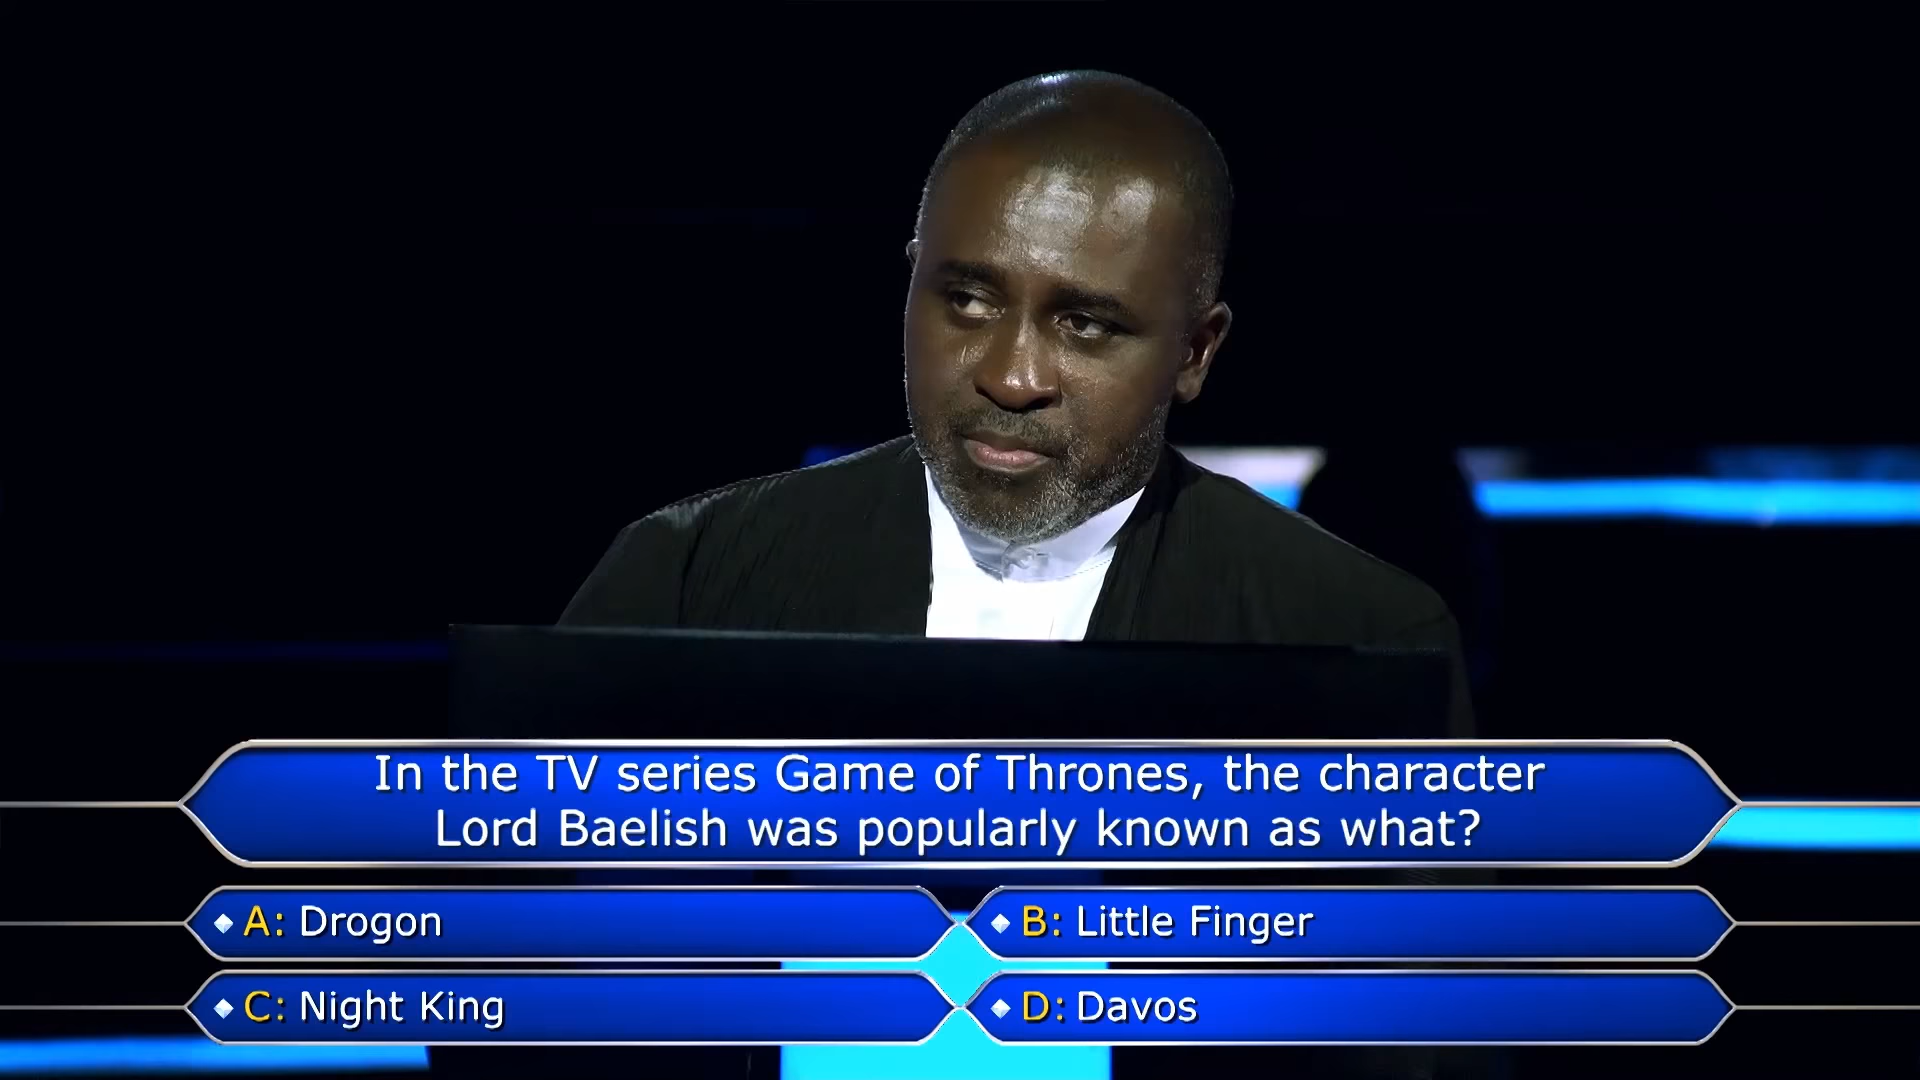 In the TV series Game of Thrones, the character
Lord Baelish was popularly known as what?
A: Drogon
B: Little Finger
C: Night King
D: Davos